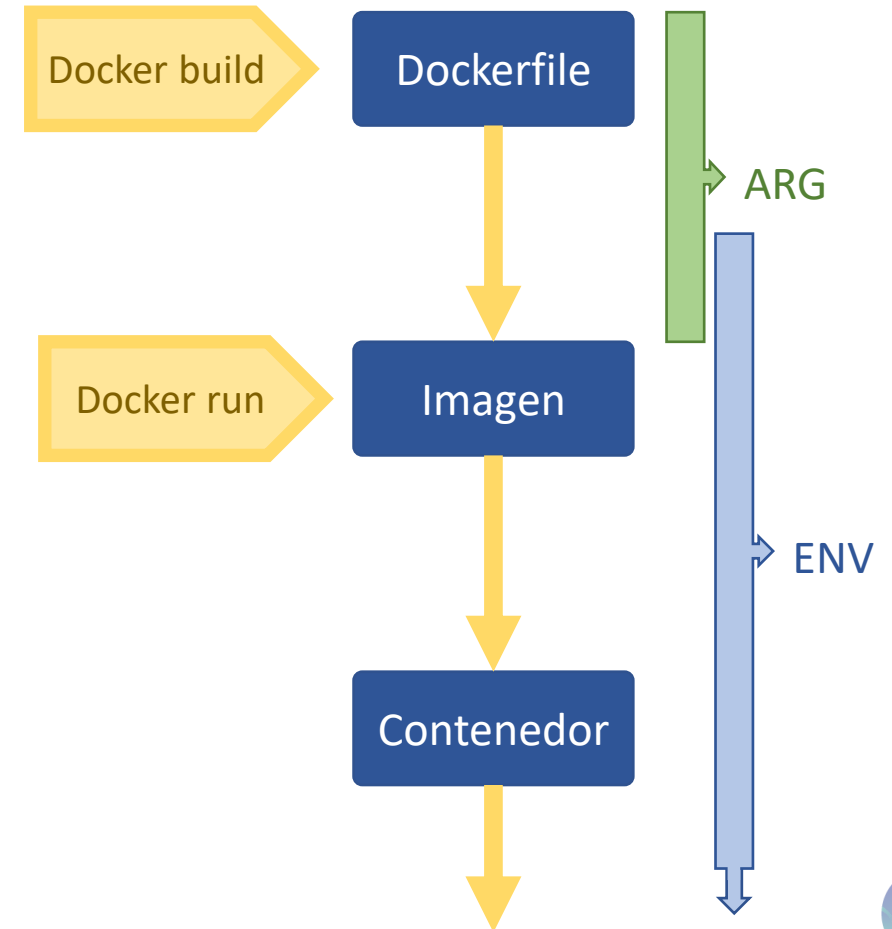 Docker build
Dockerfile
ARG
Docker run
Imagen
ENV
Contenedor